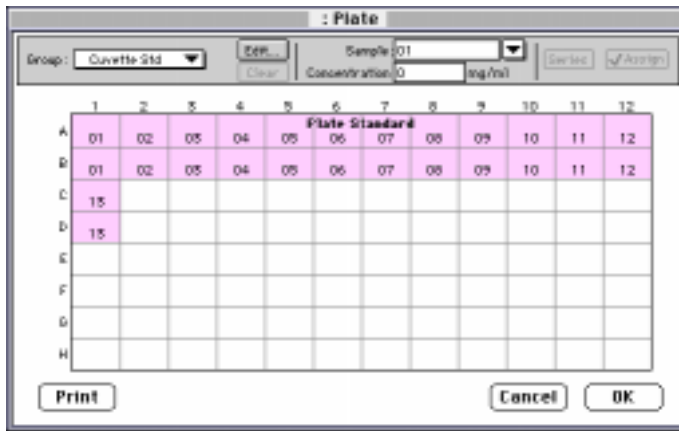 : Plate
Group : Cuvette Std Edit... Sample: 01 Series Assign
Clear Concentration: 0 mg/ml
1 2 3 4 5 6 7 8 9 10 11 12
Plate Standard
A 01 02 03 04 05 06 07 08 09 10 11 12
B 01 02 03 04 05 06 07 08 09 10 11 12
C 13
D 13
E
F
G
H
Print Cancel OK